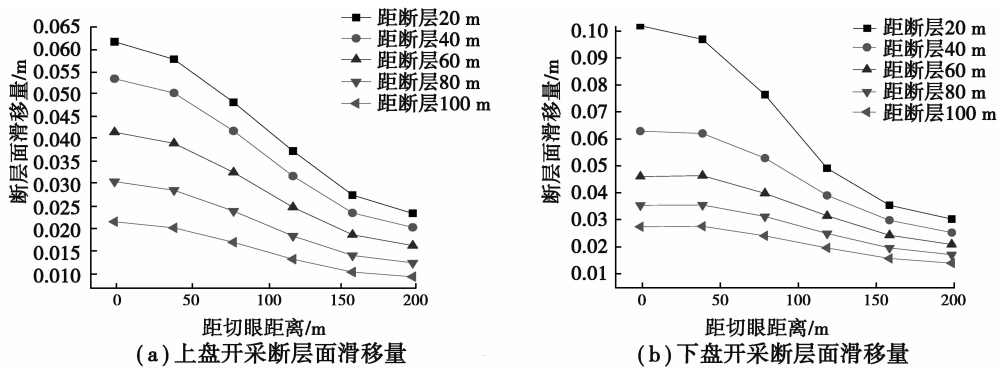 断层面滑移量/m
0.065
0.060
0.055
0.050
0.045
0.040
0.035
0.030
0.025
0.020
0.015
0.010
距断层20 m
距断层40 m
距断层60 m
距断层80 m
距断层100 m
0 50 100 150 200
距切眼距离/m
(a)上盘开采断层面滑移量
断层面滑移量/m
0.10
0.09
0.08
0.07
0.06
0.05
0.04
0.03
0.02
0.01
距断层20 m
距断层40 m
距断层60 m
距断层80 m
距断层100 m
0 50 100 150 200
距切眼距离/m
(b)下盘开采断层面滑移量